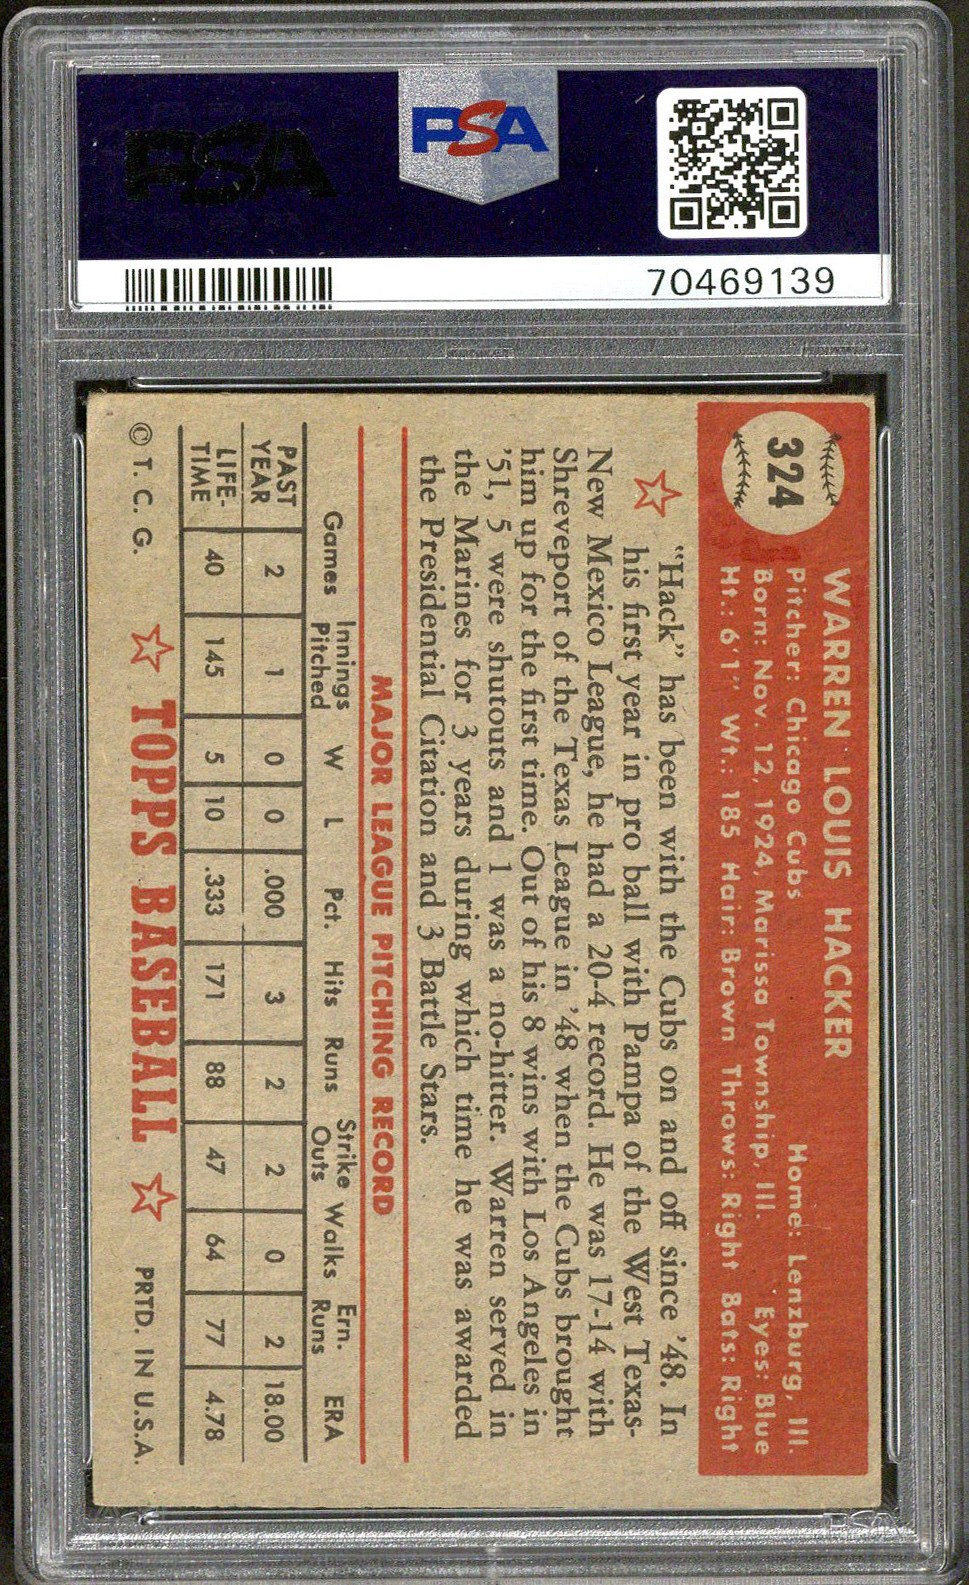 PSA
PSA
70469139
324
WARREN LOUIS HACKER
Pitcher: Chicago Cubs Home: Lenzburg, Ill.
Born: Nov. 12, 1924, Marissa Township, Ill. Eyes: Blue
Ht.: 6'1" Wt.: 185 Hair: Brown Throws: Right Bats: Right
"Hack" has been with the Cubs on and off since '48. In
his first year in pro ball with Pampa of the West Texas-
New Mexico League, he had a 20-4 record. He was 17-14 with
Shreveport of the Texas League in '48 when the Cubs brought
him up for the first time. Out of his 8 wins with Los Angeles in
'51, 5 were shutouts and 1 was a no-hitter. Warren served in
the Marines for 3 years during which time he was awarded
the Presidential Citation and 3 Battle Stars.
MAJOR LEAGUE PITCHING RECORD
Games Innings Pitched W L Pct. Hits Runs Strike Outs Walks Ern. Runs ERA
PAST YEAR 2 1 0 0 .000 3 2 2 0 2 18.00
LIFE-TIME 40 145 5 10 .333 171 88 47 64 77 4.78
© T. C. G. TOPPS BASEBALL PRTD. IN U.S.A.